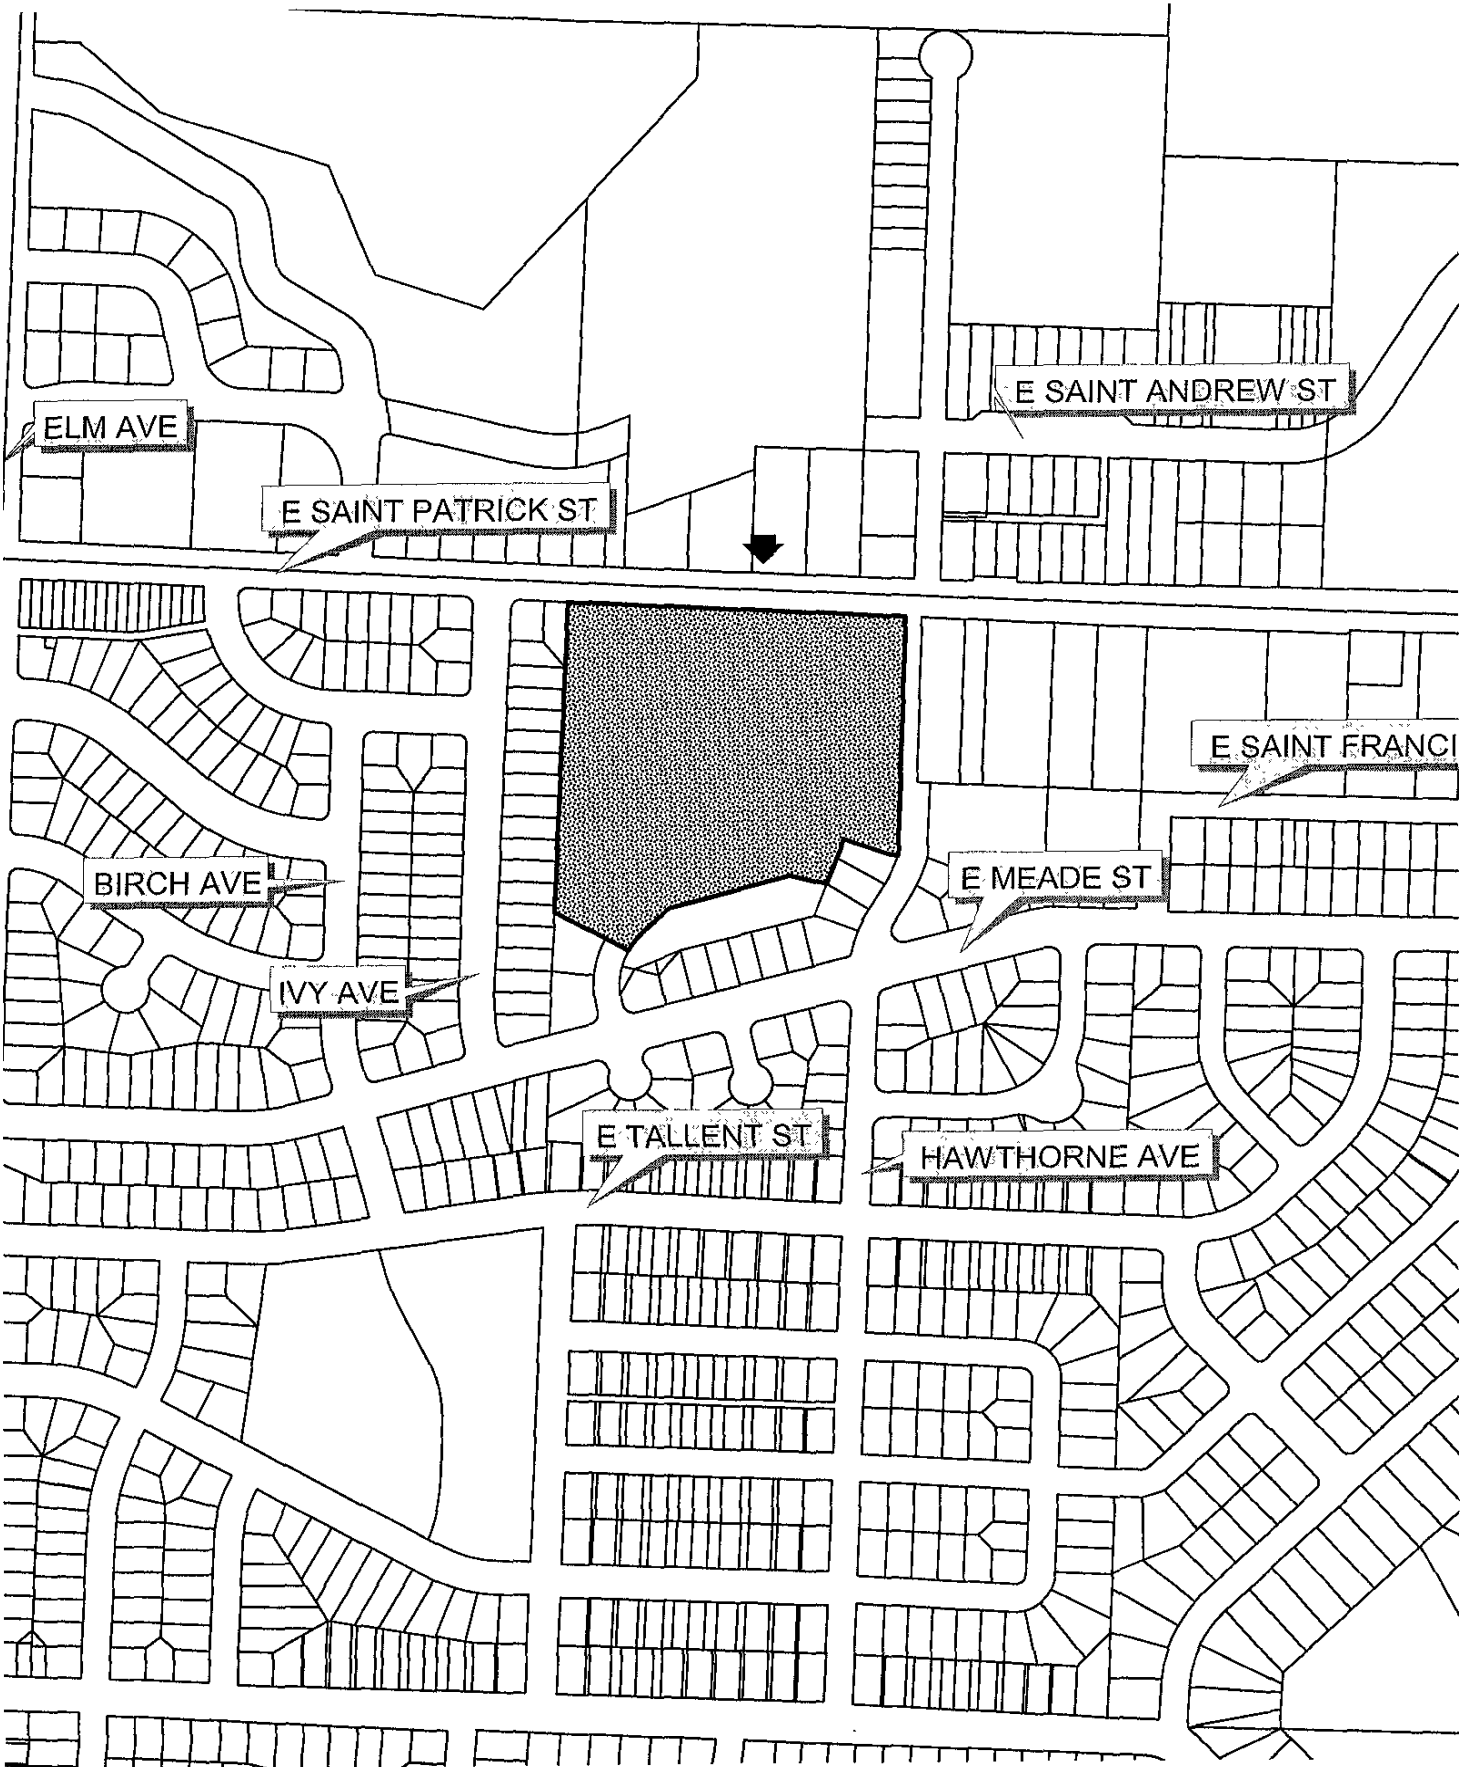 E SAINT ANDREW ST
ELM AVE
E SAINT PATRICK ST
E SAINT FRANCI
BIRCH AVE
E MEADE ST
IVY AVE
E TALLENT ST
HAWTHORNE AVE